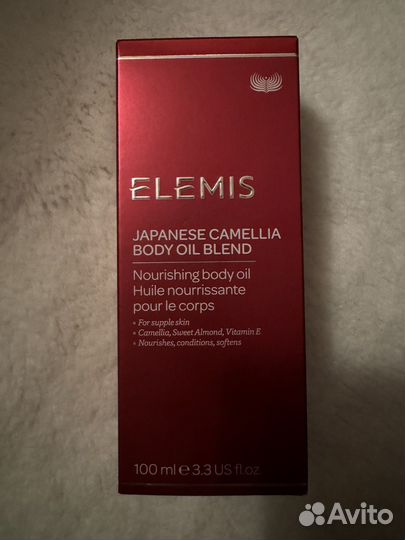 ELEMIS
JAPANESE CAMELLIA
BODY OIL BLEND
Nourishing body oil
Huile nourrissante
pour le corps
• For supple skin
• Camellia, Sweet Almond, Vitamin E
• Nourishes, conditions, softens
100 ml e 3.3 US fl.oz
Avito